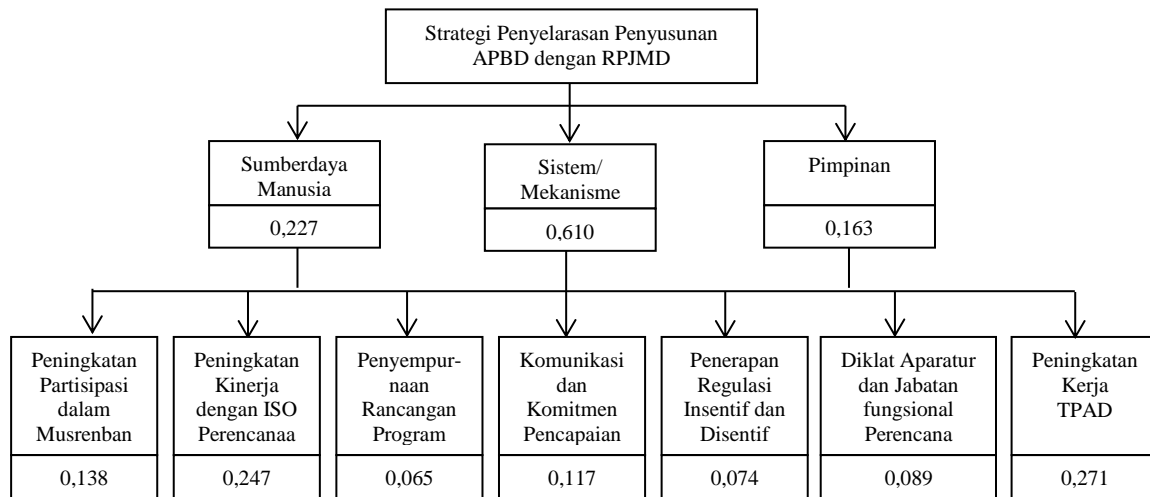 Strategi Penyelarasan Penyusunan
APBD dengan RPJMD
Sumberdaya
Manusia
0,227
Sistem/
Mekanisme
0,610
Pimpinan
0,163
Peningkatan
Partisipasi
dalam
Musrenban
0,138
Peningkatan
Kinerja
dengan ISO
Perencanaa
0,247
Penyempur-
naan
Rancangan
Program
0,065
Komunikasi
dan
Komitmen
Pencapaian
0,117
Penerapan
Regulasi
Insentif dan
Disentif
0,074
Diklat Aparatur
dan Jabatan
fungsional
Perencana
0,089
Peningkatan
Kerja
TPAD
0,271